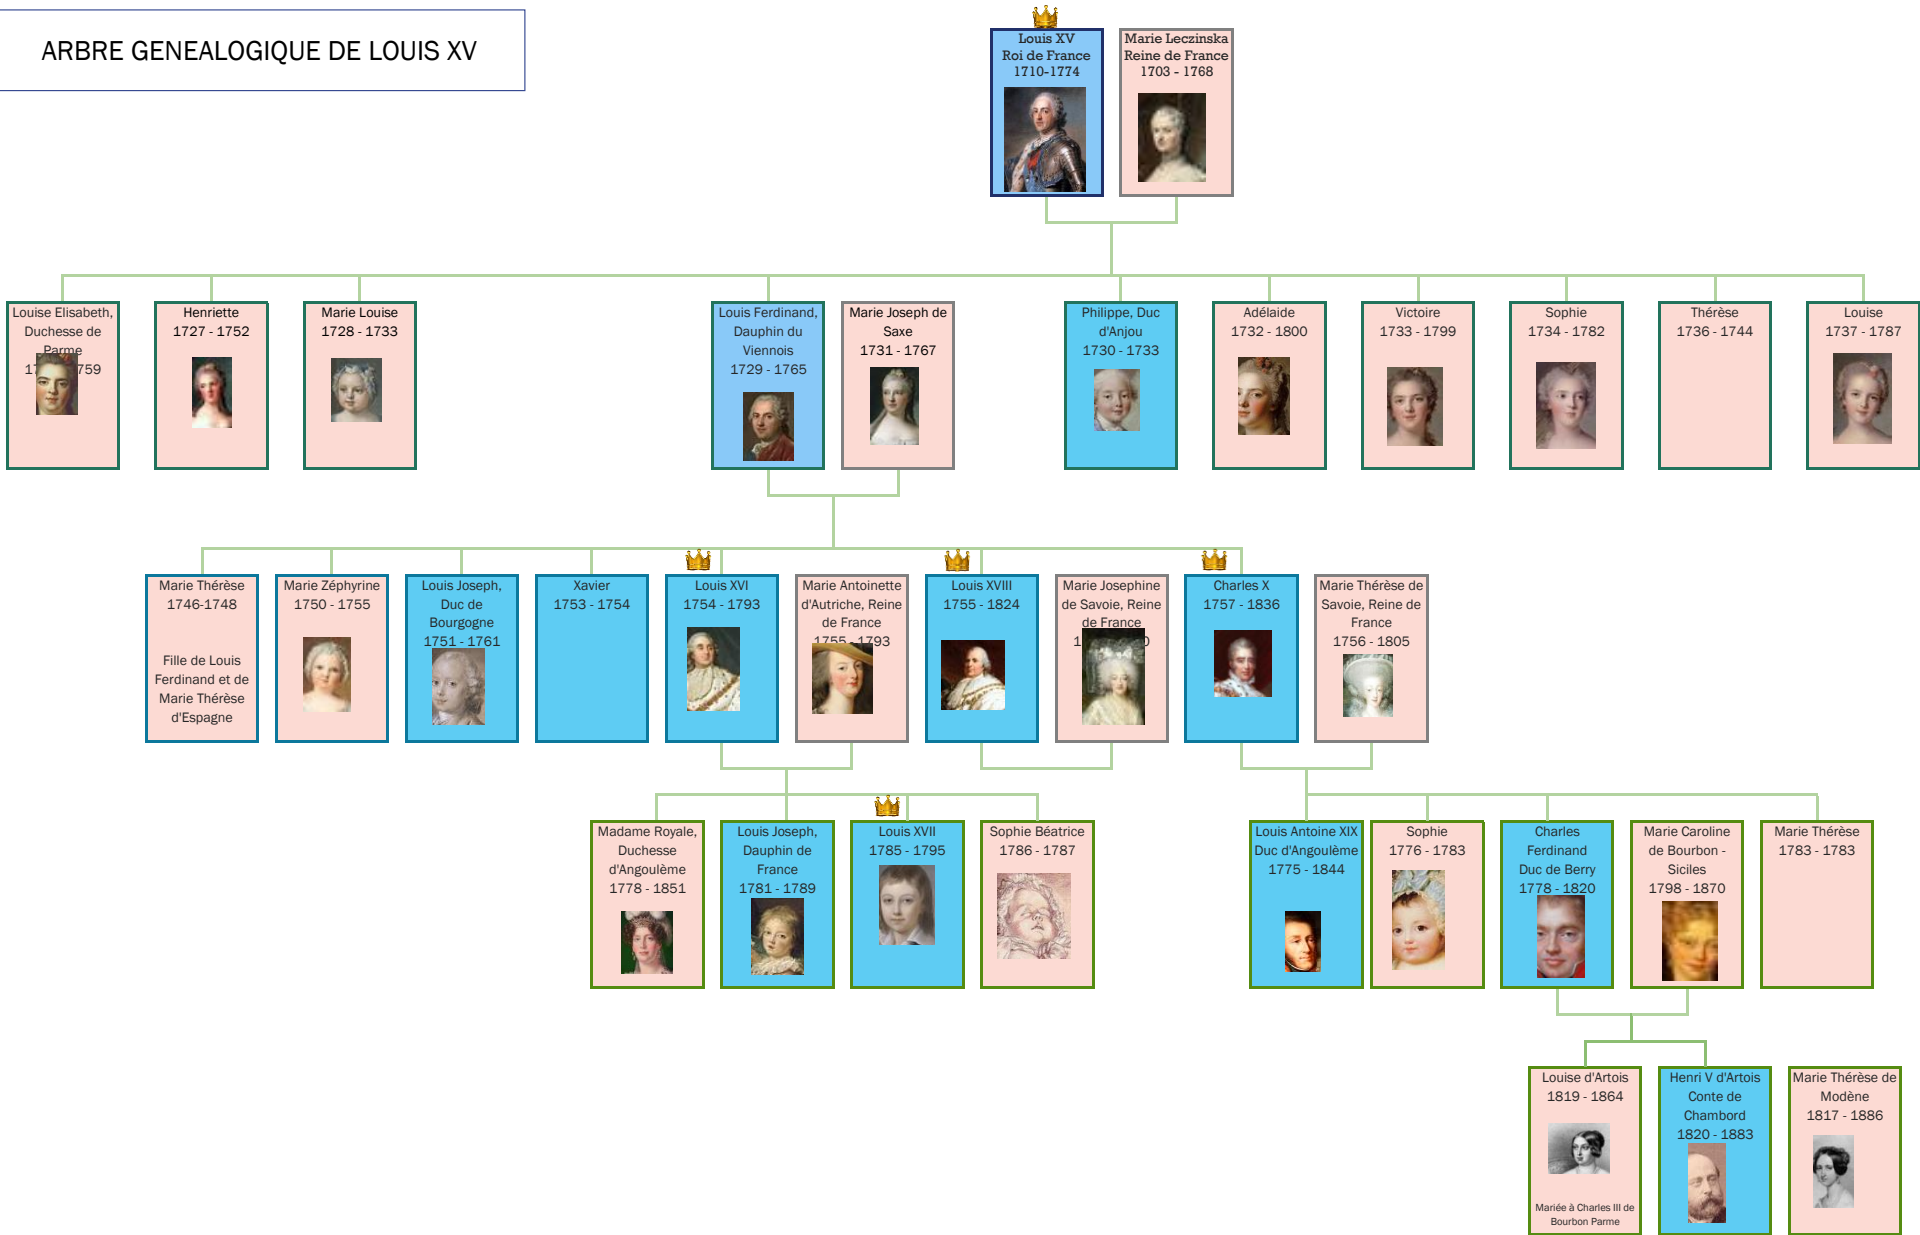 ARBRE GENEALOGIQUE DE LOUIS XV
Louis XV
Roi de France
1710-1774
Marie Leczinska
Reine de France
1703 - 1768
Louise Elisabeth,
Duchesse de
Parme
Henriette
1727 - 1752
Marie Louise
1728 - 1733
Louis Ferdinand,
Dauphin du
Viennois
1729 - 1765
Marie Joseph de
Saxe
1731 - 1767
Philippe, Duc
d'Anjou
1730 - 1733
Adélaide
1732 - 1800
Victoire
1733 - 1799
Sophie
1734 - 1782
Thérèse
1736 - 1744
Louise
1737 - 1787
Marie Thérèse
1746-1748
Fille de Louis
Ferdinand et de
Marie Thérèse
d'Espagne
Marie Zéphyrine
1750 - 1755
Louis Joseph,
Duc de
Bourgogne
1751 - 1761
Xavier
1753 - 1754
Louis XVI
1754 - 1793
Marie Antoinette
d'Autriche, Reine
de France
1755 - 1793
Louis XVIII
1755 - 1824
Marie Josephine
de Savoie, Reine
de France
Charles X
1757 - 1836
Marie Thérèse de
Savoie, Reine de
France
1756 - 1805
Madame Royale,
Duchesse
d'Angoulème
1778 - 1851
Louis Joseph,
Dauphin de
France
1781 - 1789
Louis XVII
1785 - 1795
Sophie Béatrice
1786 - 1787
Louis Antoine XIX
Duc d'Angoulème
1775 - 1844
Sophie
1776 - 1783
Charles
Ferdinand
Duc de Berry
1778 - 1820
Marie Caroline
de Bourbon -
Siciles
1798 - 1870
Marie Thérèse
1783 - 1783
Louise d'Artois
1819 - 1864
Mariée à Charles III de
Bourbon Parme
Henri V d'Artois
Conte de
Chambord
1820 - 1883
Marie Thérèse de
Modène
1817 - 1886